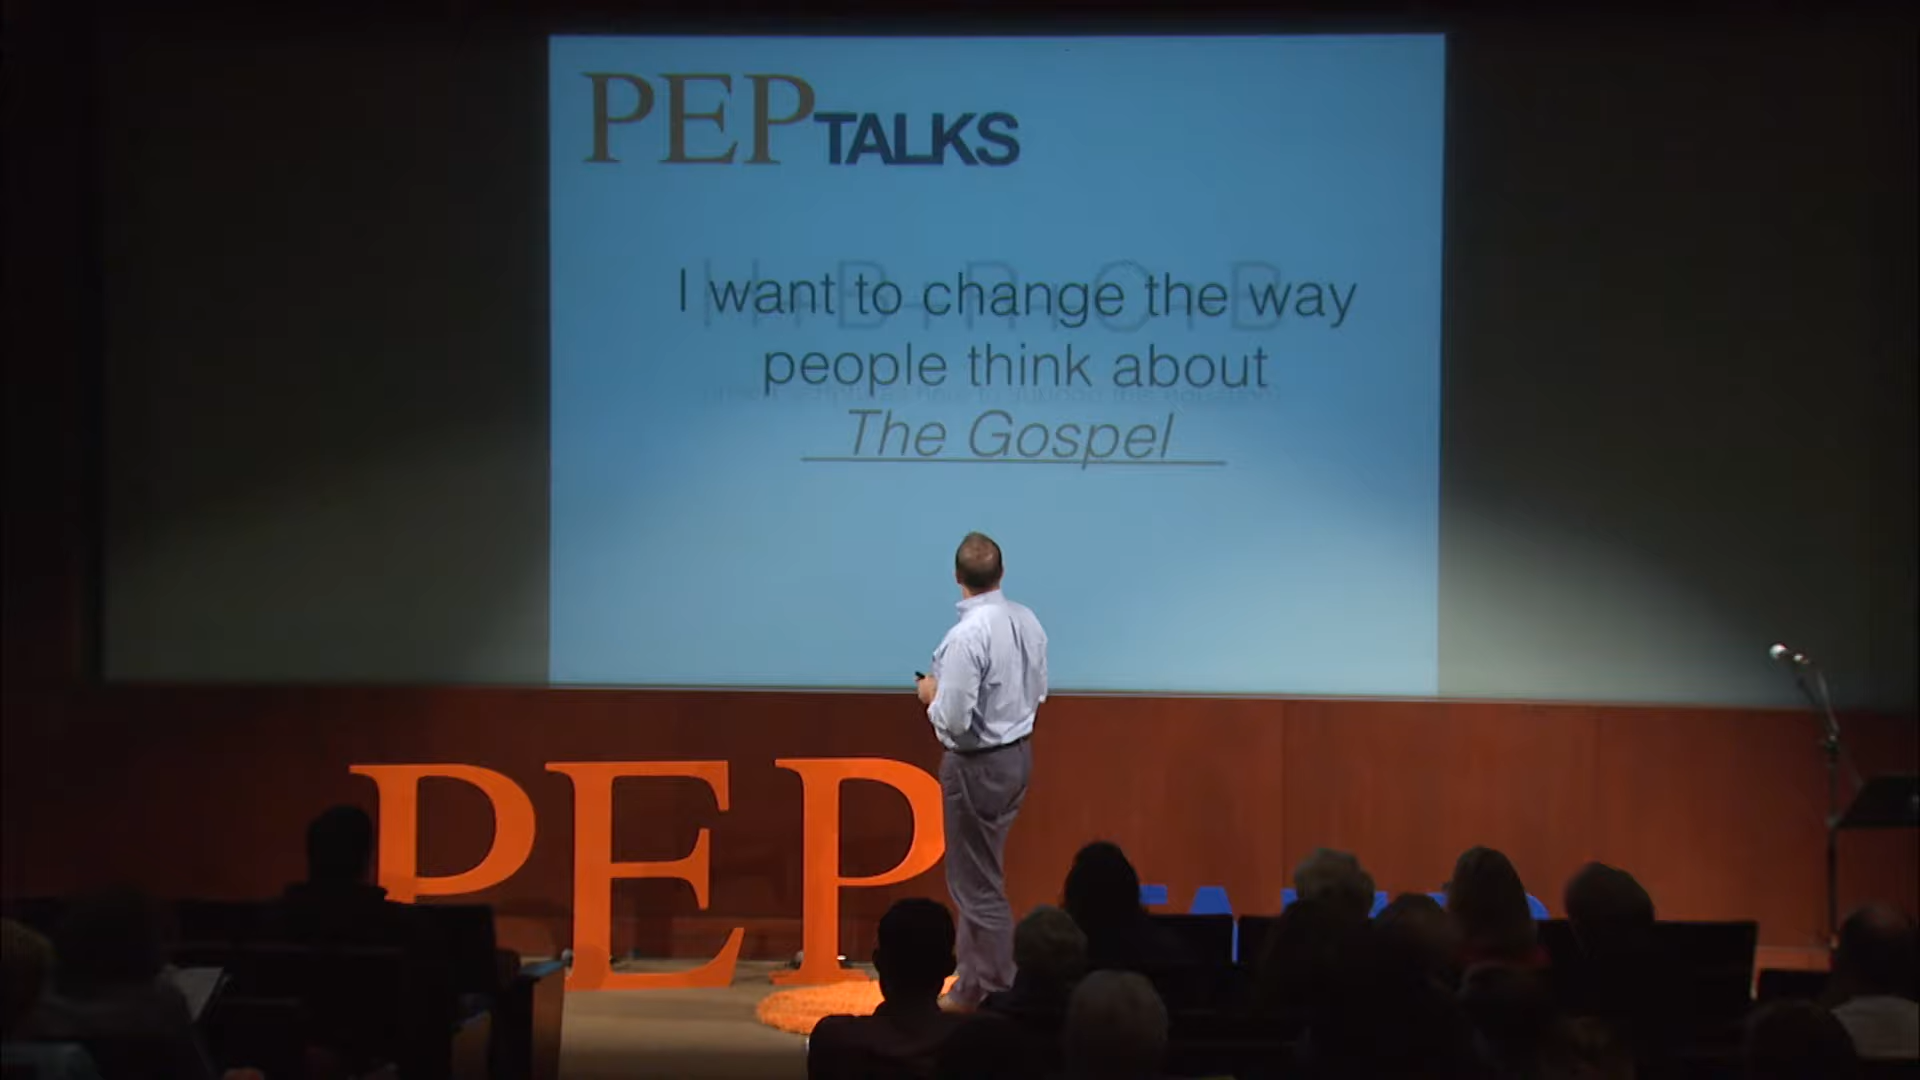 PEP TALKS
I want to change the way
people think about
The Gospel
PEP